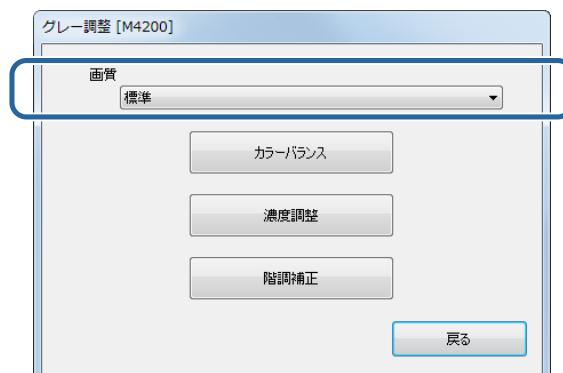 グレー調整 [M4200]
画質
標準
カラーバランス
濃度調整
階調補正
戻る